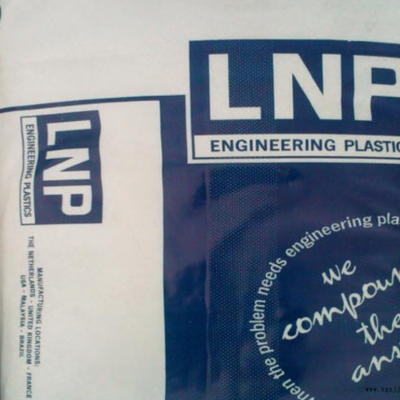 LNP
ENGINEERING PLASTIC
LNP
ENGINEERING PLASTICS
MANUFACTURING LOCATIONS:
THE NETHERLANDS - UNITED KINGDOM - FRANCE
USA - MALAYSIA - BRAZIL
when the problem needs engineering pla
we
compoun
the
ans